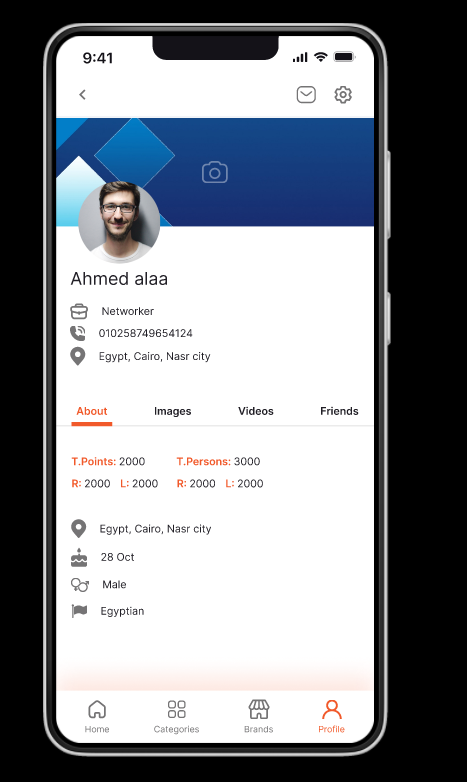 9:41
Ahmed alaa
Networker
010258749654124
Egypt, Cairo, Nasr city
About Images Videos Friends
T.Points: 2000 T.Persons: 3000
R: 2000 L: 2000 R: 2000 L: 2000
Egypt, Cairo, Nasr city
28 Oct
Male
Egyptian
Home Categories Brands Profile